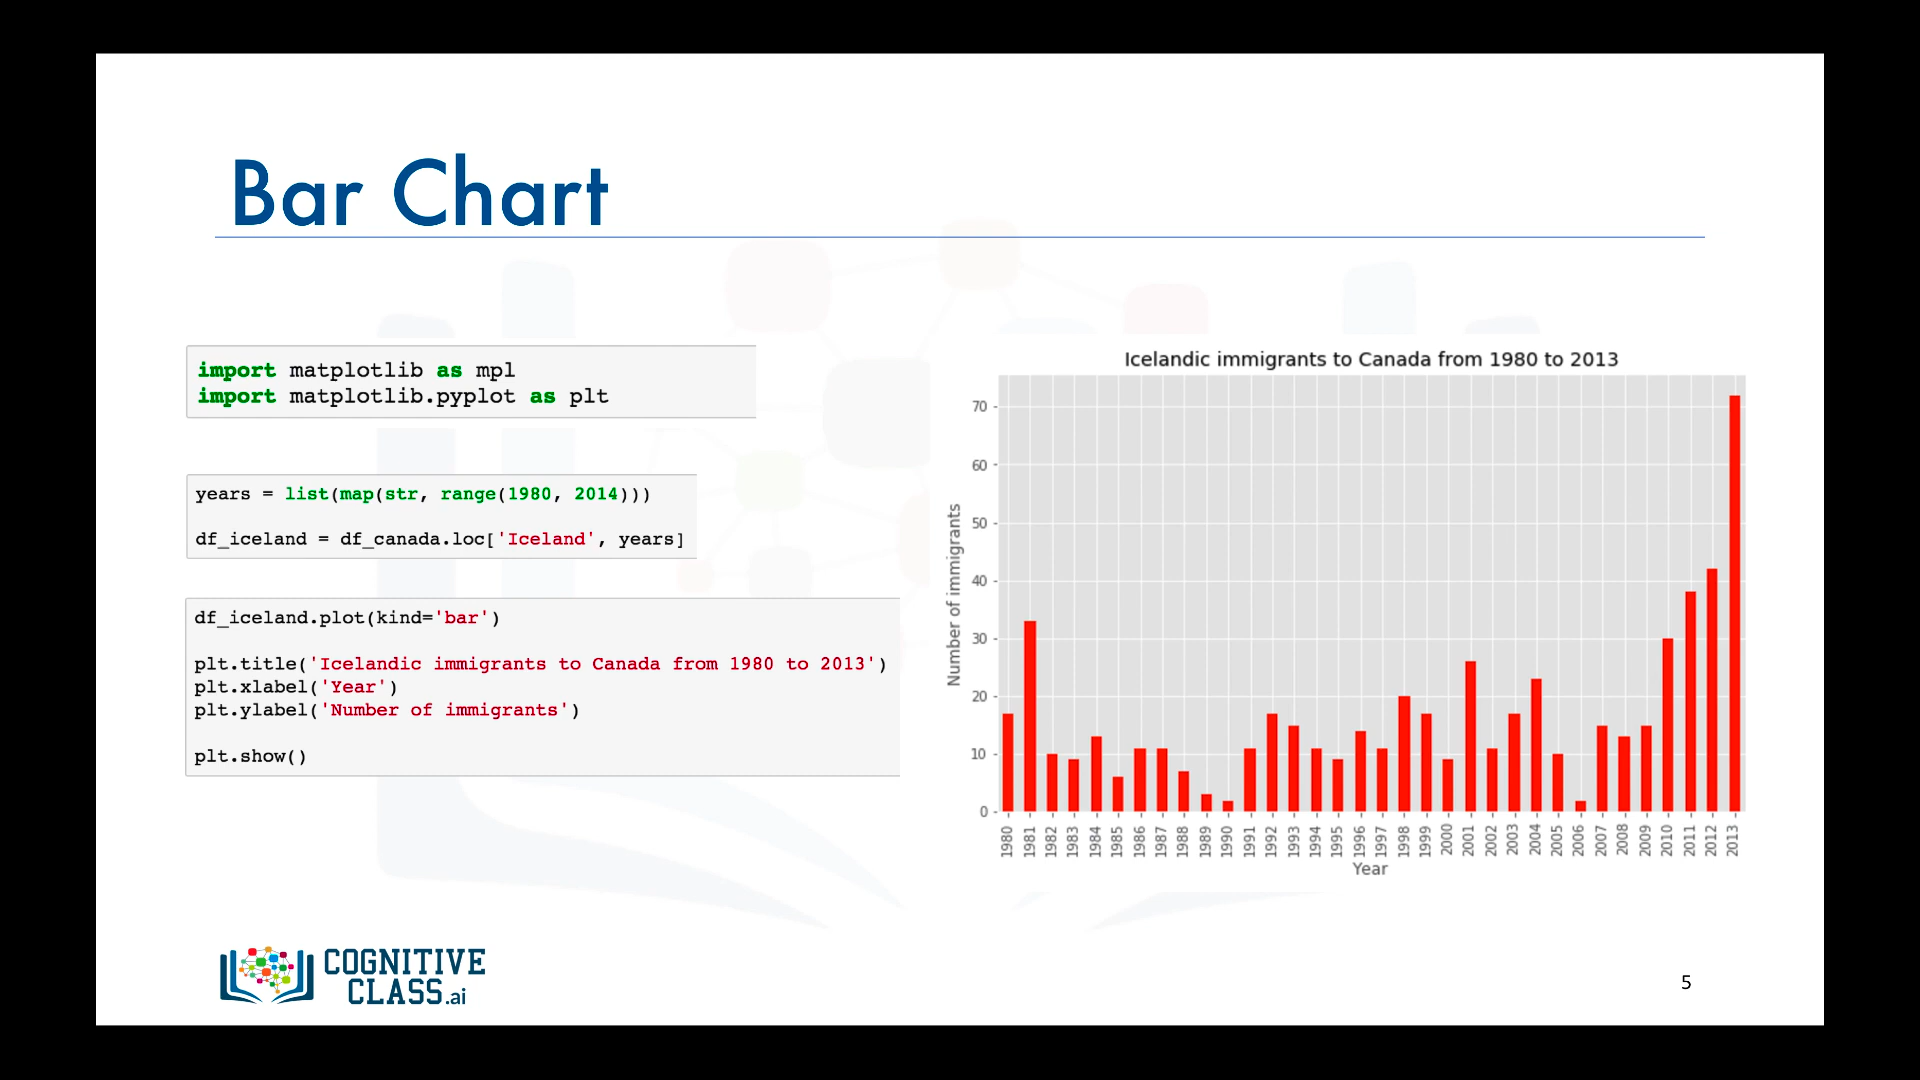 Bar Chart
import matplotlib as mpl
import matplotlib.pyplot as plt
years = list(map(str, range(1980, 2014)))
df_iceland = df_canada.loc['Iceland', years]
df_iceland.plot(kind='bar')
plt.title('Icelandic immigrants to Canada from 1980 to 2013')
plt.xlabel('Year')
plt.ylabel('Number of immigrants')
plt.show()
Icelandic immigrants to Canada from 1980 to 2013
Number of immigrants
70
60
50
40
30
20
10
0
1980 1981 1982 1983 1984 1985 1986 1987 1988 1989 1990 1991 1992 1993 1994 1995 1996 1997 1998 1999 2000 2001 2002 2003 2004 2005 2006 2007 2008 2009 2010 2011 2012 2013
Year
COGNITIVE
CLASS.ai
5